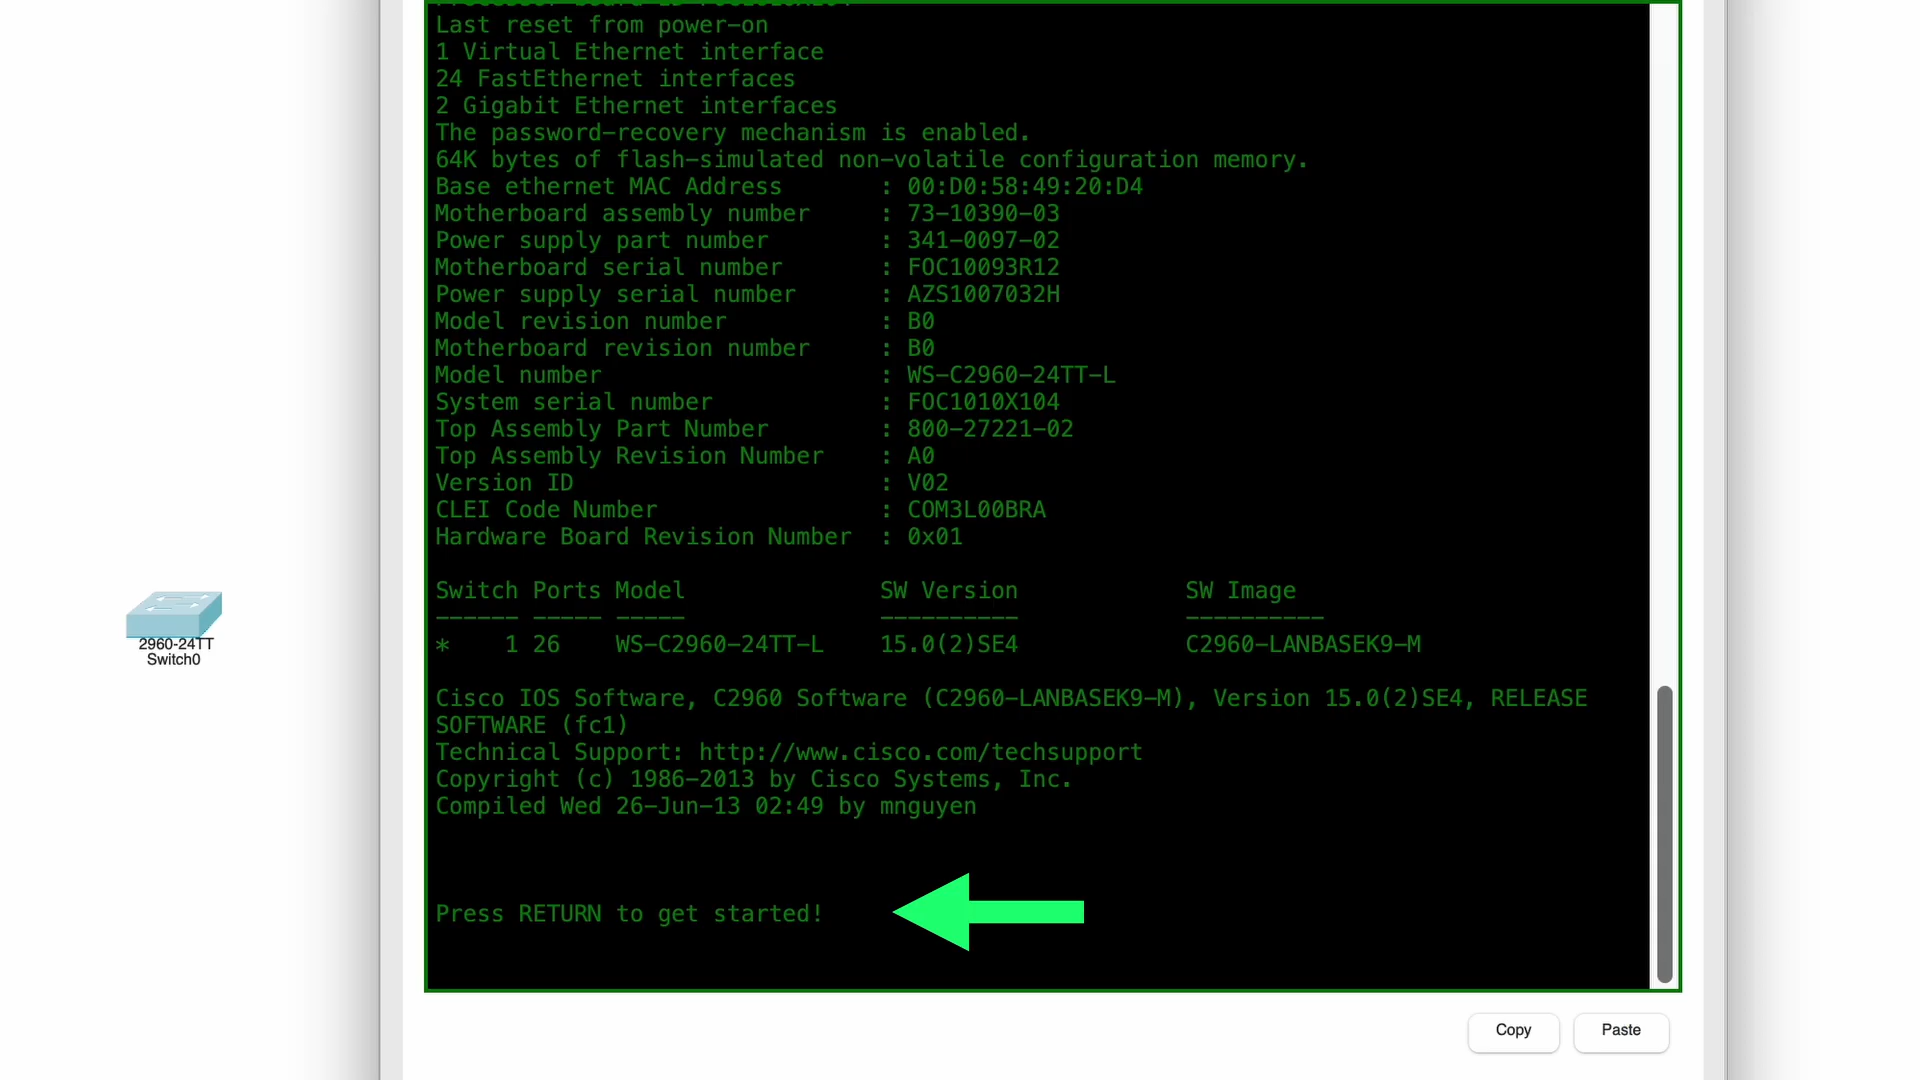 Last reset from power-on
1 Virtual Ethernet interface
24 FastEthernet interfaces
2 Gigabit Ethernet interfaces
The password-recovery mechanism is enabled.
64K bytes of flash-simulated non-volatile configuration memory.
Base ethernet MAC Address       : 00:D0:58:49:20:D4
Motherboard assembly number     : 73-10390-03
Power supply part number        : 341-0097-02
Motherboard serial number       : FOC10093R12
Power supply serial number      : AZS1007032H
Model revision number           : B0
Motherboard revision number     : B0
Model number                    : WS-C2960-24TT-L
System serial number            : FOC1010X104
Top Assembly Part Number        : 800-27221-02
Top Assembly Revision Number    : A0
Version ID                      : V02
CLEI Code Number                : COM3L00BRA
Hardware Board Revision Number  : 0x01
Switch Ports Model              SW Version            SW Image
------ ----- -----              ----------            ----------
*    1 26    WS-C2960-24TT-L    15.0(2)SE4            C2960-LANBASEK9-M
Cisco IOS Software, C2960 Software (C2960-LANBASEK9-M), Version 15.0(2)SE4, RELEASE
SOFTWARE (fc1)
Technical Support: http://www.cisco.com/techsupport
Copyright (c) 1986-2013 by Cisco Systems, Inc.
Compiled Wed 26-Jun-13 02:49 by mnguyen
Press RETURN to get started!
2960-24TT
Switch0
Copy
Paste